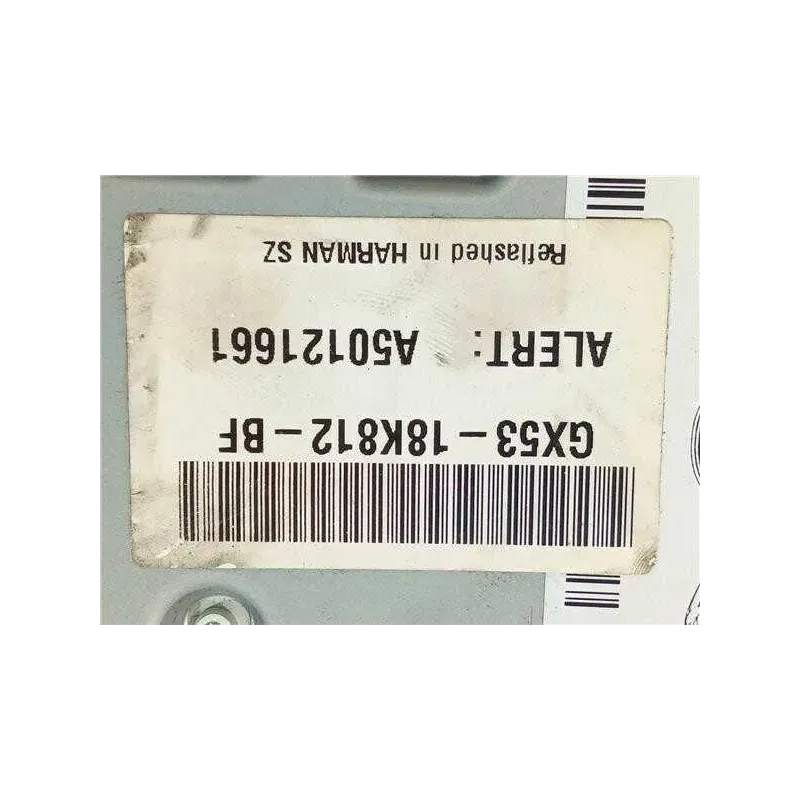 GX53-18K812-BF
ALERT: A50121661
Reflashed in HARMAN SZ